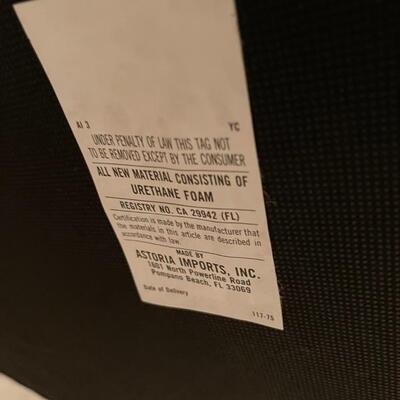 AI 3 YC
UNDER PENALTY OF LAW THIS TAG NOT
TO BE REMOVED EXCEPT BY THE CONSUMER
ALL NEW MATERIAL CONSISTING OF
URETHANE FOAM
REGISTRY NO. CA 29942 (FL)
Certification is made by the manufacturer that
the materials in this article are described in
accordance with law.
MADE BY
ASTORIA IMPORTS, INC.
1601 North Powerline Road
Pompano Beach, FL 33069
Date of Delivery
117-75